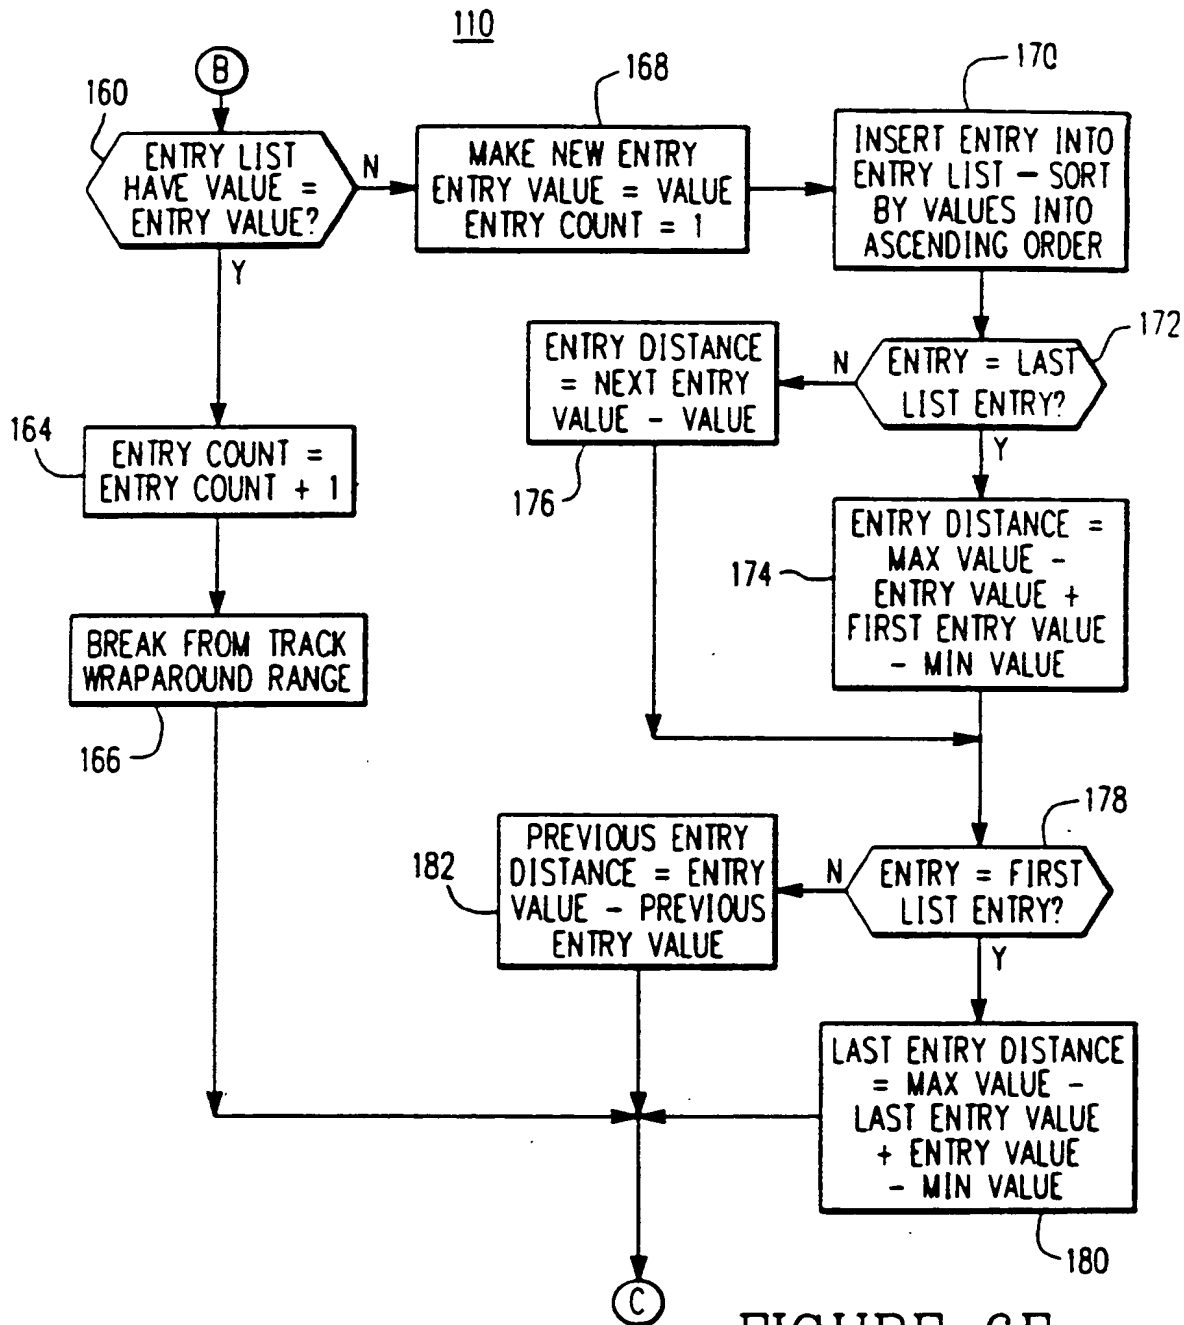 110
B
160
ENTRY LIST
HAVE VALUE =
ENTRY VALUE?
N
Y
168
MAKE NEW ENTRY
ENTRY VALUE = VALUE
ENTRY COUNT = 1
170
INSERT ENTRY INTO
ENTRY LIST – SORT
BY VALUES INTO
ASCENDING ORDER
172
ENTRY = LAST
LIST ENTRY?
N
Y
ENTRY DISTANCE
= NEXT ENTRY
VALUE – VALUE
176
164
ENTRY COUNT =
ENTRY COUNT + 1
174
ENTRY DISTANCE =
MAX VALUE -
ENTRY VALUE +
FIRST ENTRY VALUE
- MIN VALUE
BREAK FROM TRACK
WRAPAROUND RANGE
166
178
ENTRY = FIRST
LIST ENTRY?
N
Y
182
PREVIOUS ENTRY
DISTANCE = ENTRY
VALUE – PREVIOUS
ENTRY VALUE
LAST ENTRY DISTANCE
= MAX VALUE -
LAST ENTRY VALUE
+ ENTRY VALUE
- MIN VALUE
180
C